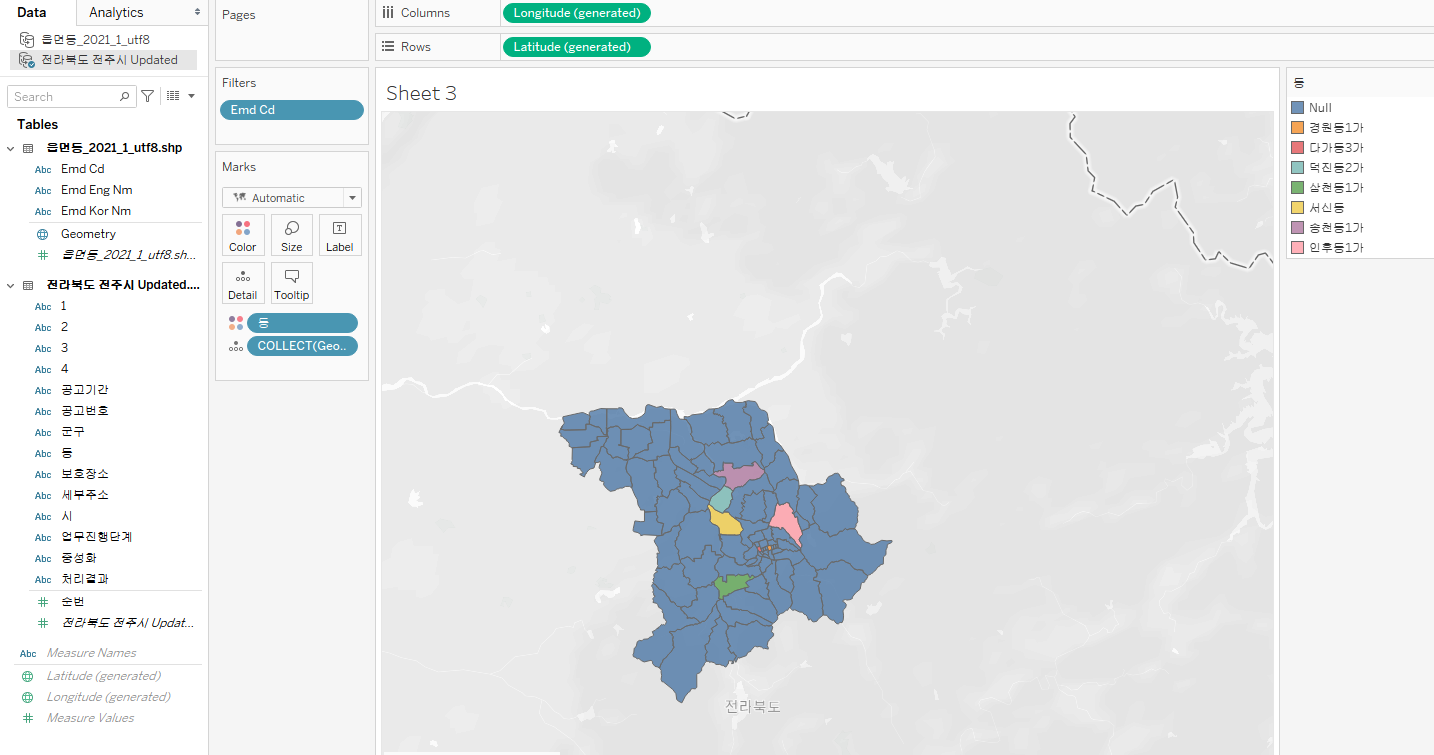 Data
Analytics
읍면동_2021_1_utf8
전라북도 전주시 Updated
Search
Tables
읍면동_2021_1_utf8.shp
Abc Emd Cd
Abc Emd Eng Nm
Abc Emd Kor Nm
Geometry
읍면동_2021_1_utf8.sh...
전라북도 전주시 Updated....
Abc 1
Abc 2
Abc 3
Abc 4
Abc 공고기간
Abc 공고번호
Abc 군구
Abc 동
Abc 보호장소
Abc 세부주소
Abc 시
Abc 업무진행단계
Abc 중성화
Abc 처리결과
# 순번
# 전라북도 전주시 Updat...
Abc Measure Names
Latitude (generated)
Longitude (generated)
# Measure Values
Pages
Filters
Emd Cd
Marks
Automatic
Color Size Label
Detail Tooltip
동
COLLECT(Geo..
Columns Longitude (generated)
Rows Latitude (generated)
Sheet 3
전라북도
동
Null
경원동1가
다가동3가
덕진동2가
삼천동1가
서신동
송천동1가
인후동1가